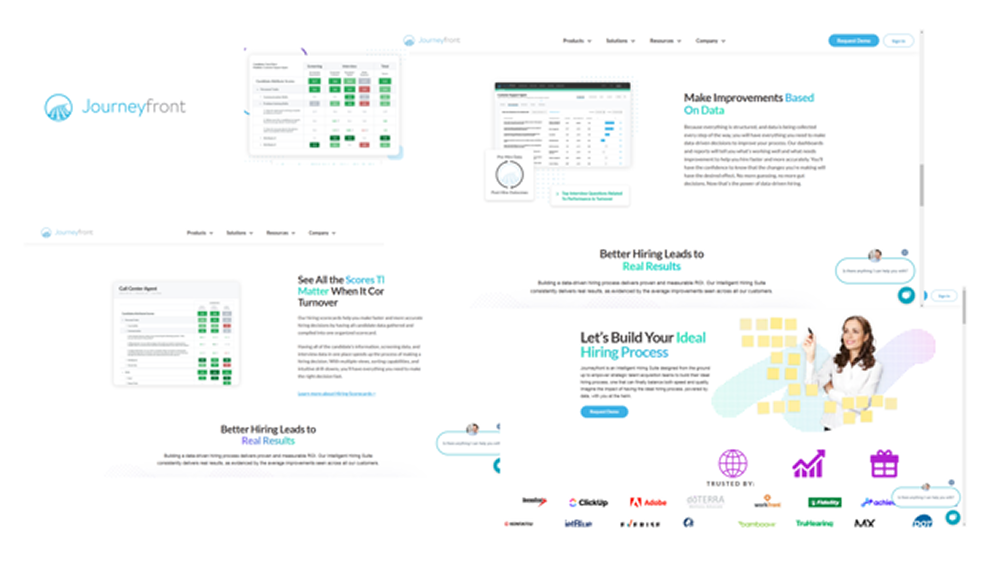 Journeyfront
Screening
Interview
Total
Journeyfront
Products
Solutions
Resources
Company
Request Demo
Sign In
Pre-Hire Data
Post-Hire Outcomes
Top Interview Questions Related
To Performance & Turnover
Make Improvements Based
On Data
Because everything is structured, and data is being collected
every step of the way, you will have everything you need to make
data-driven decisions to improve your process. Our dashboards
and reports will tell you what's working well and what needs
improvement to help you hire faster and more accurately. You'll
have the confidence to know that the changes you're making will
have the desired effect. No more guessing, no more gut
decisions. Now that's the power of data-driven hiring.
Better Hiring Leads to
Real Results
Building a data-driven hiring process delivers proven and measurable ROI. Our Intelligent Hiring Suite
consistently delivers real results, as evidenced by the average improvements seen across all our customers.
Is there anything I can help you with?
Journeyfront
Products
Solutions
Resources
Company
Call Center Agent
See All the Scores Tl
Matter When It Cor
Turnover
Our hiring scorecards help you make faster and more accurate
hiring decisions by having all candidate data gathered and
compiled into one organized scorecard.
Having all of the candidate's information, screening data, and
interview data in one place speeds up the process of making a
hiring decision. With multiple views, sorting capabilities, and
intuitive drill downs, you'll have everything you need to make
the right decision fast.
Learn more about Hiring Scorecards >
Better Hiring Leads to
Real Results
Building a data-driven hiring process delivers proven and measurable ROI. Our Intelligent Hiring Suite
consistently delivers real results, as evidenced by the average improvements seen across all our customers.
Is there anything I can help you with?
Sign In
Let's Build Your Ideal
Hiring Process
Journeyfront is an Intelligent Hiring Suite designed from the ground
up to empower strategic talent acquisition teams to build their ideal
hiring process, one that can finally balance both speed and quality.
Imagine the impact of having the ideal hiring process, powered by
data, with you at the helm.
Request Demo
TRUSTED BY:
Is there anything I can help you with?
ClickUp
Adobe
dōTERRA
workfront
Fidelity
achieve
jetBlue
EVERISE
bambooHR
TruHearing
MX